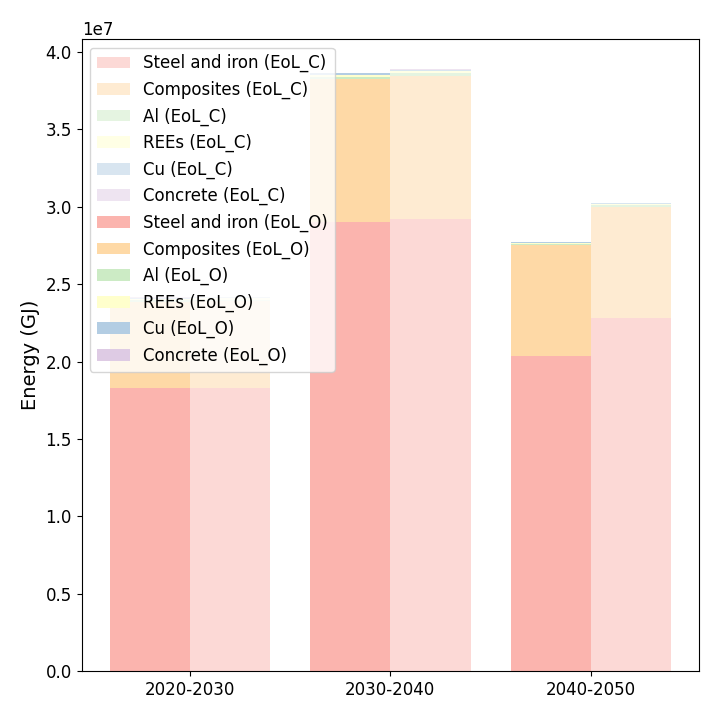 1e7
4.0
3.5
3.0
2.5
2.0
1.5
1.0
0.5
0.0
Energy (GJ)
Steel and iron (EoL_C)
Composites (EoL_C)
Al (EoL_C)
REEs (EoL_C)
Cu (EoL_C)
Concrete (EoL_C)
Steel and iron (EoL_O)
Composites (EoL_O)
Al (EoL_O)
REEs (EoL_O)
Cu (EoL_O)
Concrete (EoL_O)
2020-2030
2030-2040
2040-2050